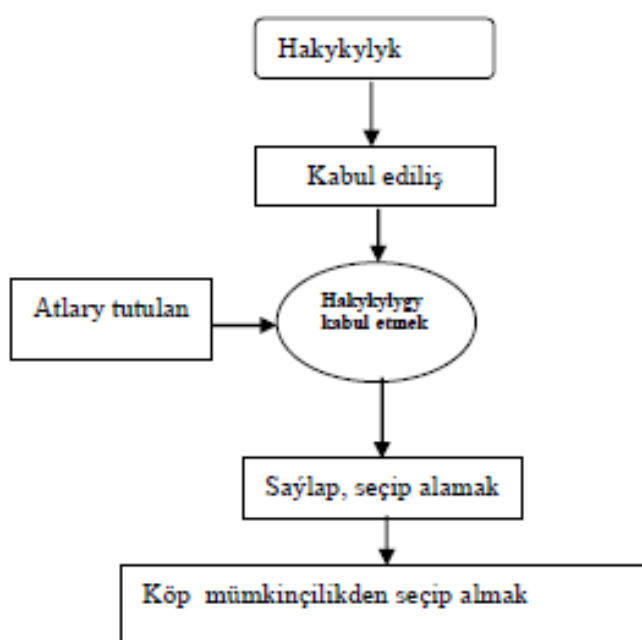 Hakykylyk
Kabul ediliş
Atlary tutulan
Hakykylygy
kabul etmek
Saýlap, seçip alamak
Köp mümkinçilikden seçip almak